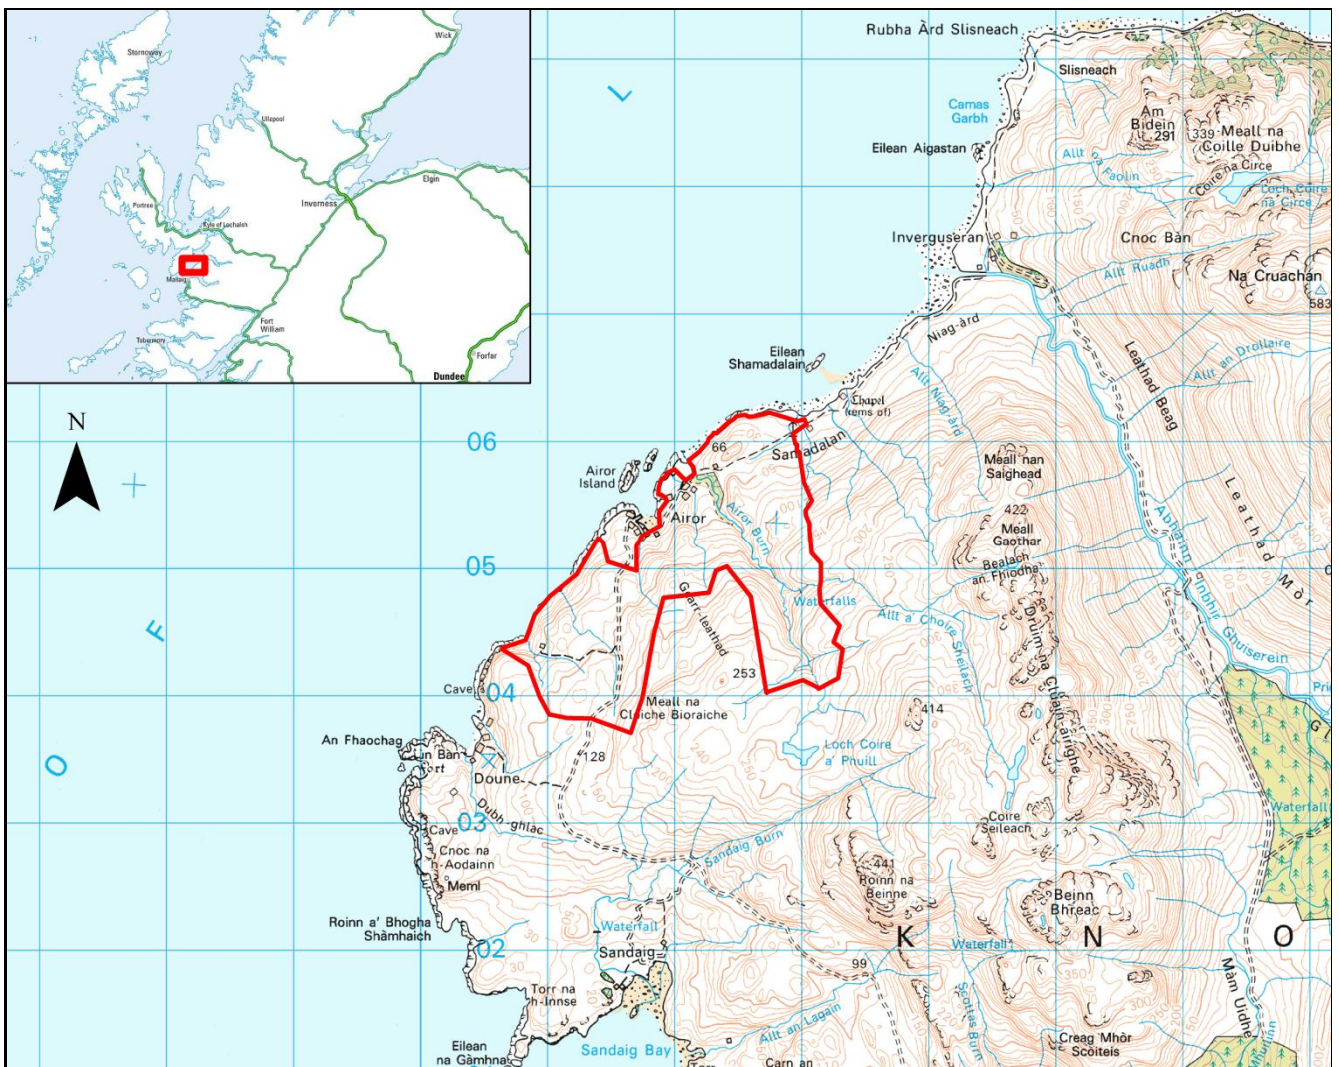 Wick
Stornoway
Ullapool
Elgin
Inverness
Portree
Kyle of Lochalsh
Mallaig
Fort
William
Tobermory
Forfar
Dundee
N
L
O
F
Rubha Àrd Slisneach
Slisneach
Camas
Garbh
Am
Bidein
291
339
Meall na
Coille Duibhe
Eilean Aigastan
Allt na Faolin
Coire na Circe
Loch Coire
na Circe
Inverguseran
Cnoc Bàn
Allt Ruadh
Na Cruachan
583
Niag-àrd
Leathad Beag
Allt an Drollaire
Eilean
Shamadalain
Allt Niag-àrd
Chapel
(rems of)
06
66
Samadalan
Airor
Island
Meall nan
Saighead
Leathad Mòr
Airor
Airor Burn
422
Meall
Gaothar
Bealach
an Fhiodha
Abhainn Inbhir Ghuiserein
05
Gearr-leathad
Waterfalls
Allt a' Choire Sheilach
Druim na Cluain-airighe
253
Cave
04
Meall na
Cloiche Bioraiche
414
An Fhaochag
128
Loch Coire
a' Phuill
Doune
Waterfall
Dubh-ghlac
03
Cave
Coire
Seileach
Sandaig Burn
Cnoc na
h-Aodainn
Meml
441
Roinn na
Beinne
Beinn
Bhreac
Roinn a' Bhogha
Shàmhaich
Waterfall
02
Sandaig
K
N
O
Waterfall
99
Torr na
h-Innse
Scottas Burn
Màm Uidhe
Allt an Lagain
Creag Mhòr
Scòiteis
Eilean
na Gàmhna
Sandaig Bay
Carn an